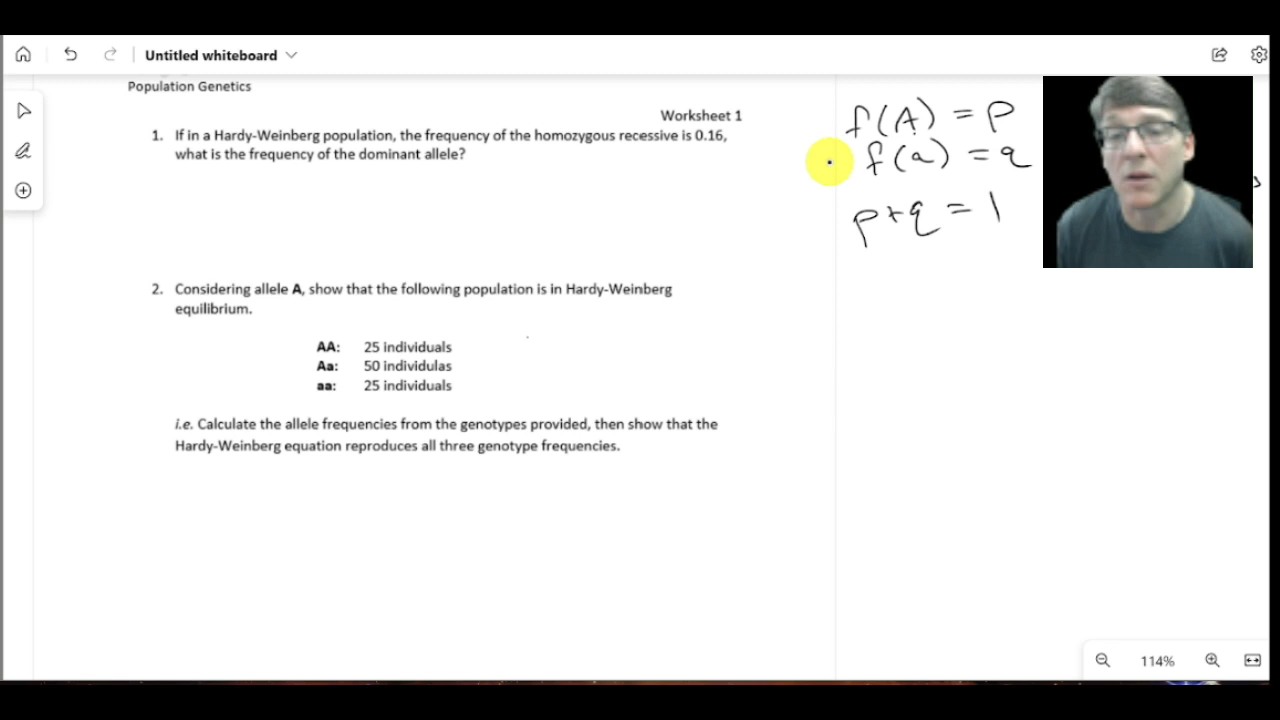 Untitled whiteboard
Population Genetics
Worksheet 1
1. If in a Hardy-Weinberg population, the frequency of the homozygous recessive is 0.16,
what is the frequency of the dominant allele?
f(A) = p
f(a) = q
p+q = 1
2. Considering allele A, show that the following population is in Hardy-Weinberg
equilibrium.
AA: 25 individuals
Aa: 50 individulas
aa: 25 individuals
i.e. Calculate the allele frequencies from the genotypes provided, then show that the
Hardy-Weinberg equation reproduces all three genotype frequencies.
114%